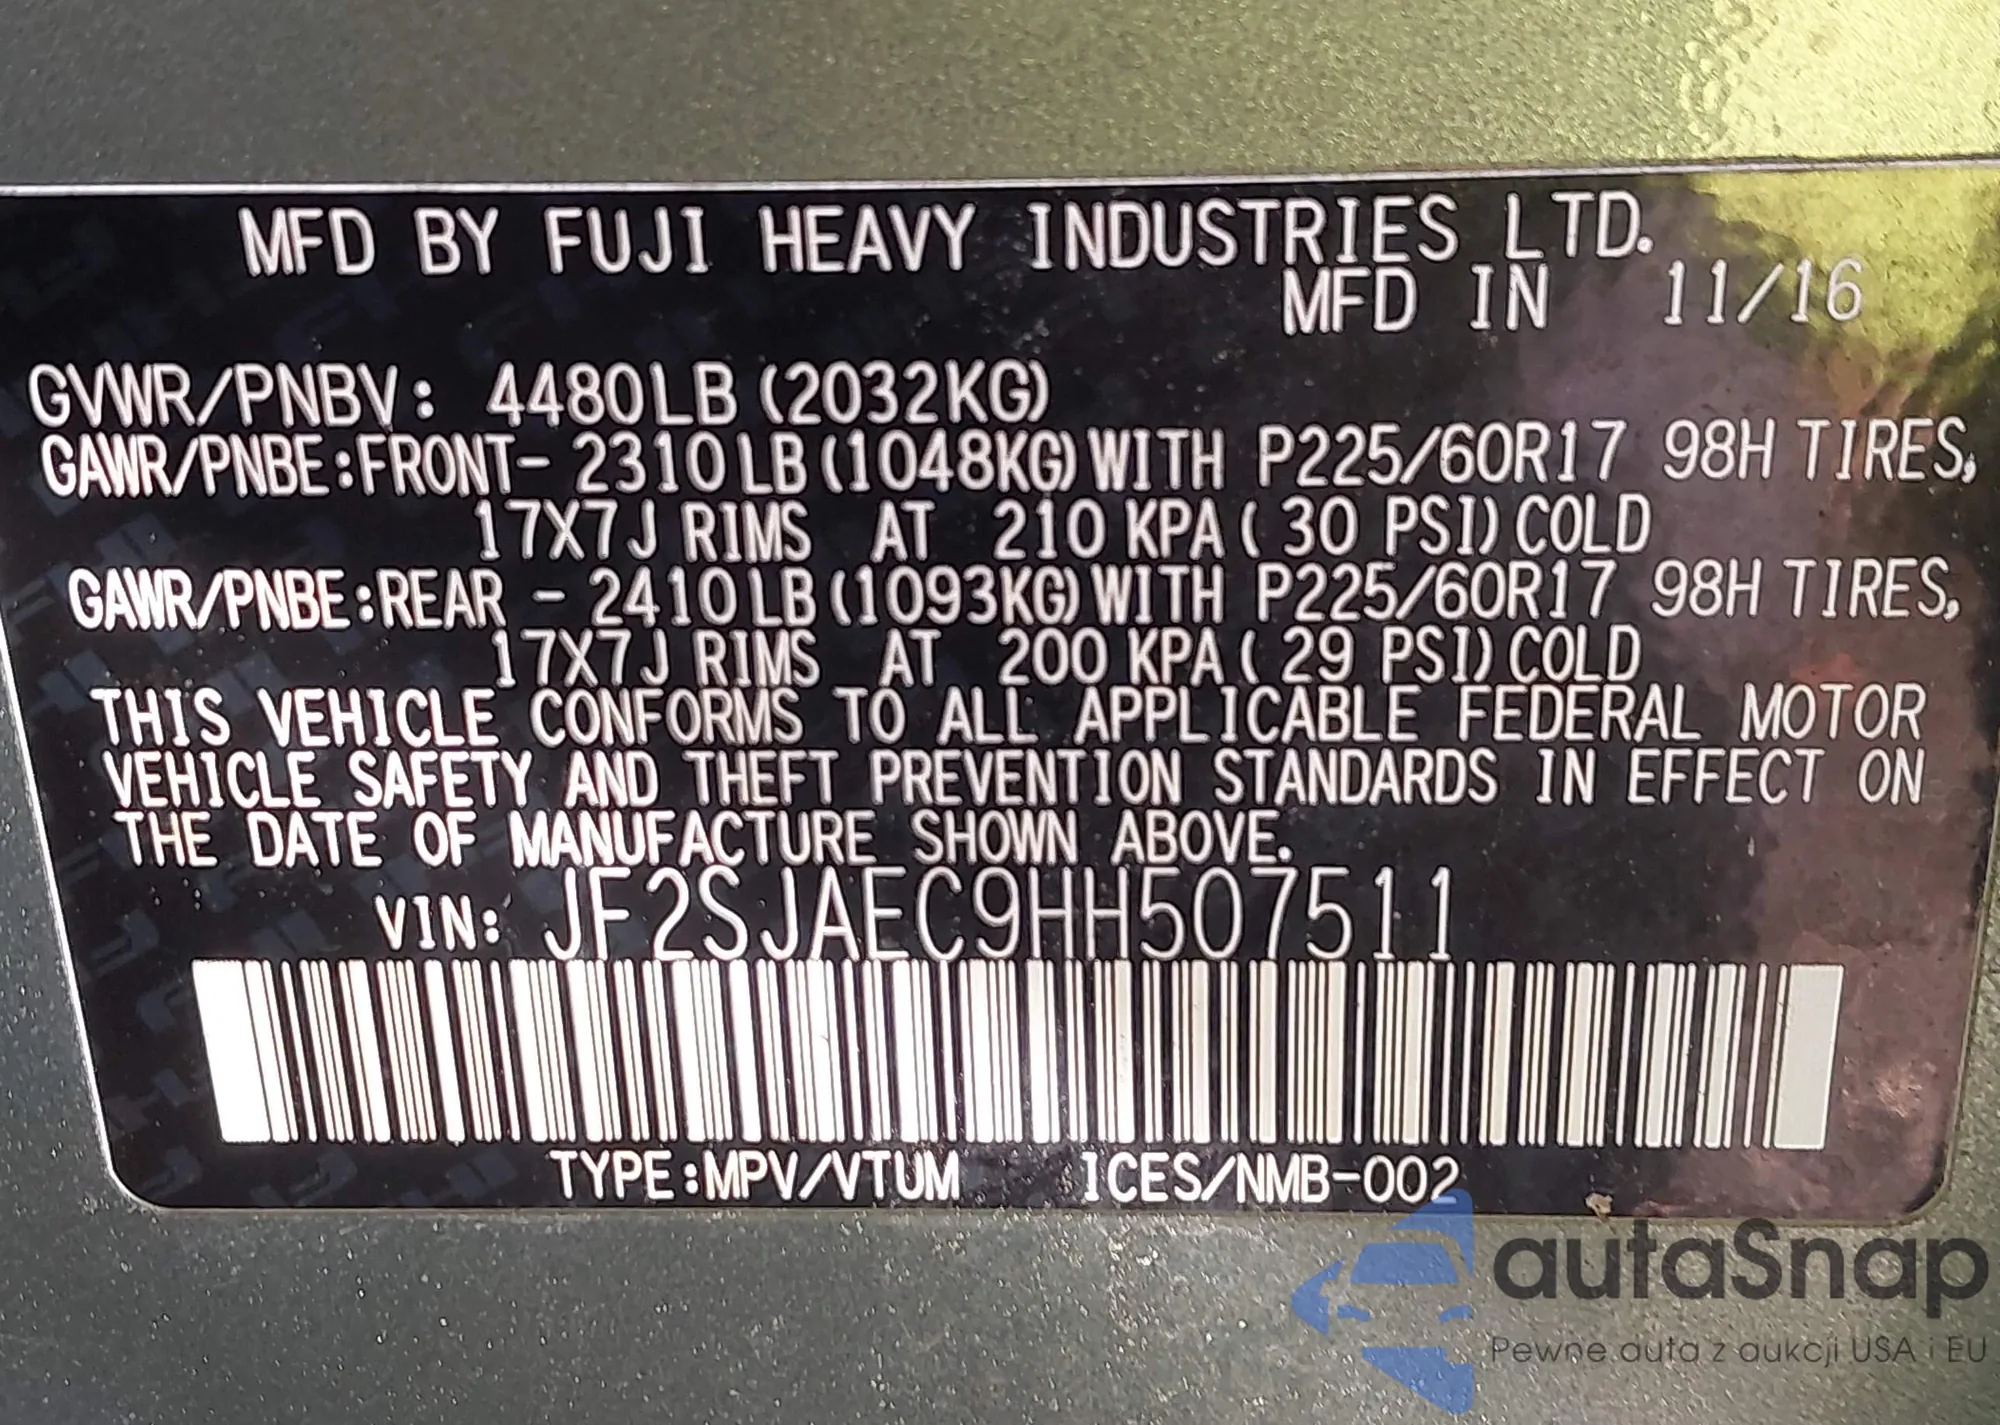 MFD BY FUJI HEAVY INDUSTRIES LTD.
MFD IN 11/16
GVWR/PNBV: 4480LB (2032KG)
GAWR/PNBE:FRONT- 2310LB (1048KG) WITH P225/60R17 98H TIRES,
17X7J RIMS AT 210 KPA ( 30 PSI) COLD
GAWR/PNBE:REAR - 2410LB (1093KG) WITH P225/60R17 98H TIRES,
17X7J RIMS AT 200 KPA ( 29 PSI) COLD
THIS VEHICLE CONFORMS TO ALL APPLICABLE FEDERAL MOTOR
VEHICLE SAFETY AND THEFT PREVENTION STANDARDS IN EFFECT ON
THE DATE OF MANUFACTURE SHOWN ABOVE.
VIN: JF2SJAEC9HH507511
TYPE:MPV/VTUM ICES/NMB-002
autaSnap
Pewne auta z aukcji USA i EU